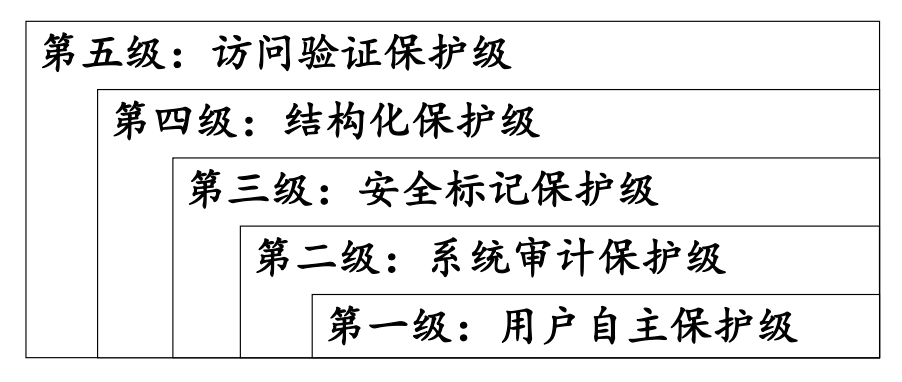 第五级：访问验证保护级
第四级：结构化保护级
第三级：安全标记保护级
第二级：系统审计保护级
第一级：用户自主保护级